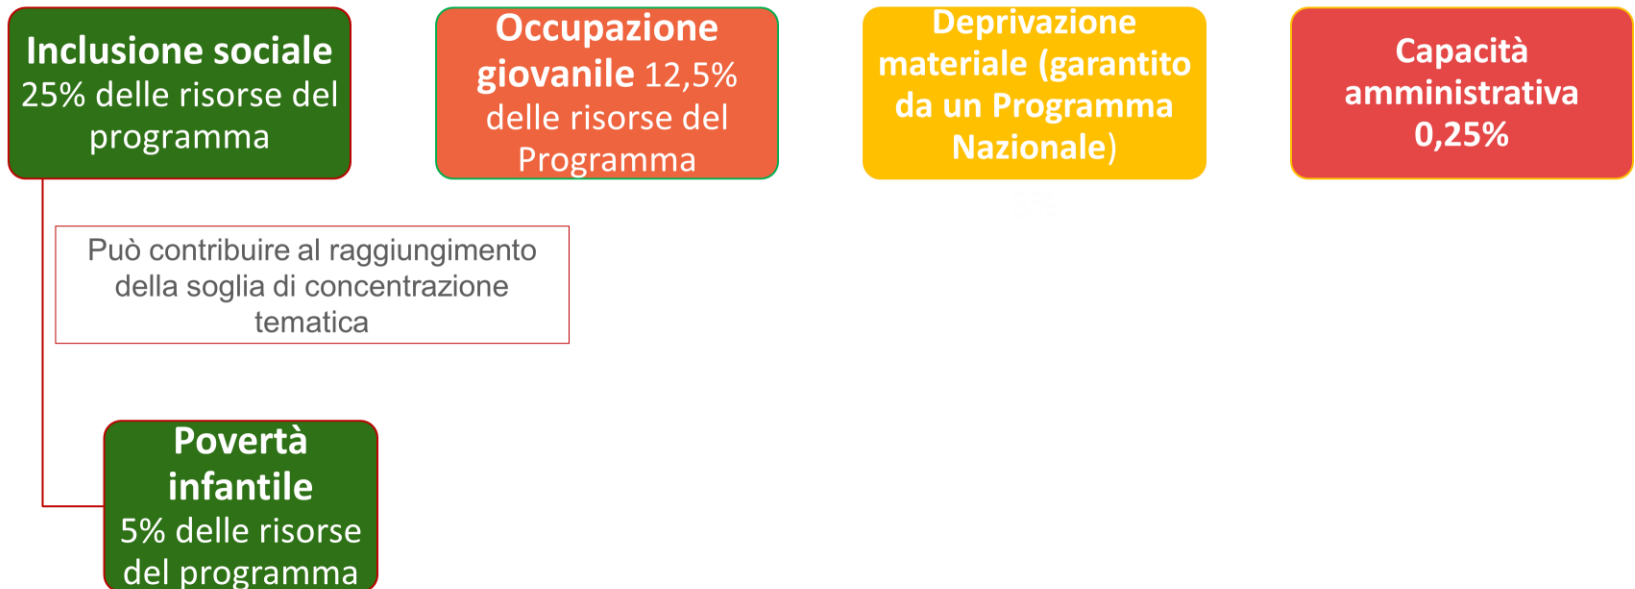 Inclusione sociale
25% delle risorse del
programma
Occupazione
giovanile 12,5%
delle risorse del
Programma
Deprivazione
materiale (garantito
da un Programma
Nazionale)
Capacità
amministrativa
0,25%
Può contribuire al raggiungimento
della soglia di concentrazione
tematica
Povertà
infantile
5% delle risorse
del programma